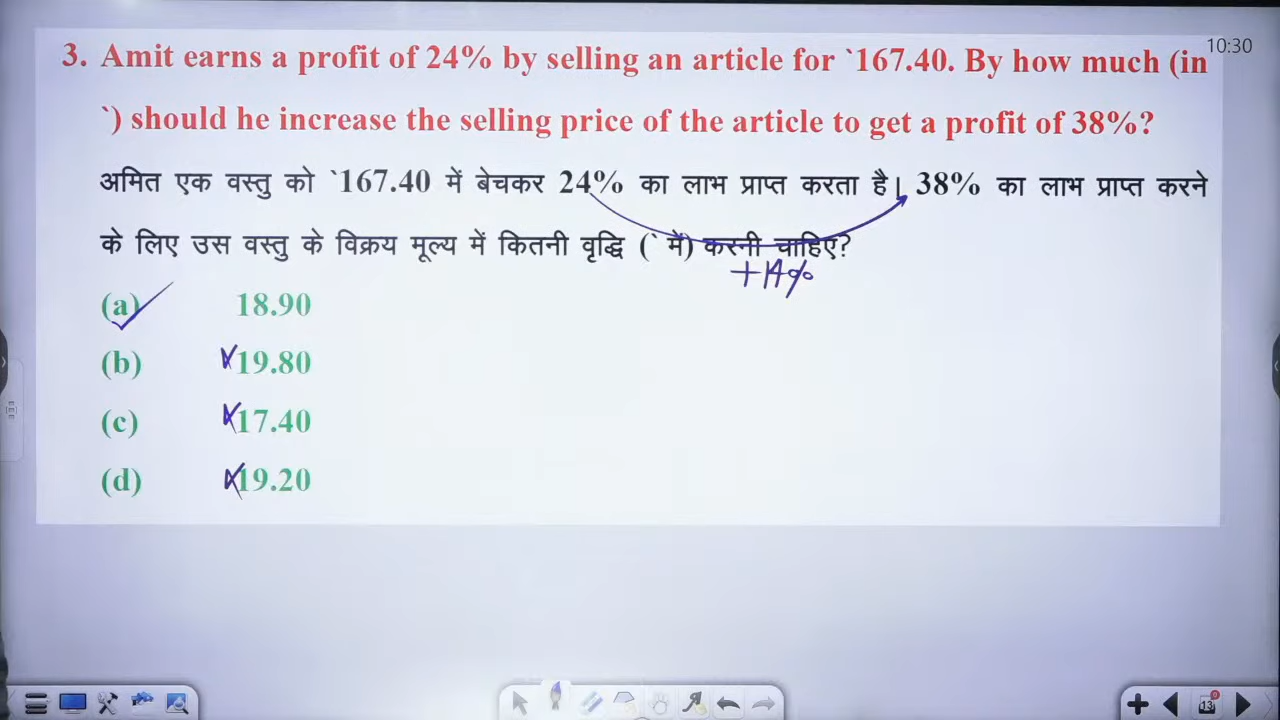 10:30
3. Amit earns a profit of 24% by selling an article for `167.40. By how much (in
`) should he increase the selling price of the article to get a profit of 38%?
अमित एक वस्तु को `167.40 में बेचकर 24% का लाभ प्राप्त करता है। 38% का लाभ प्राप्त करने
के लिए उस वस्तु के विक्रय मूल्य में कितनी वृद्धि (` में) करनी चाहिए?
+14%
(a) 18.90
(b) 19.80
(c) 17.40
(d) 19.20
13